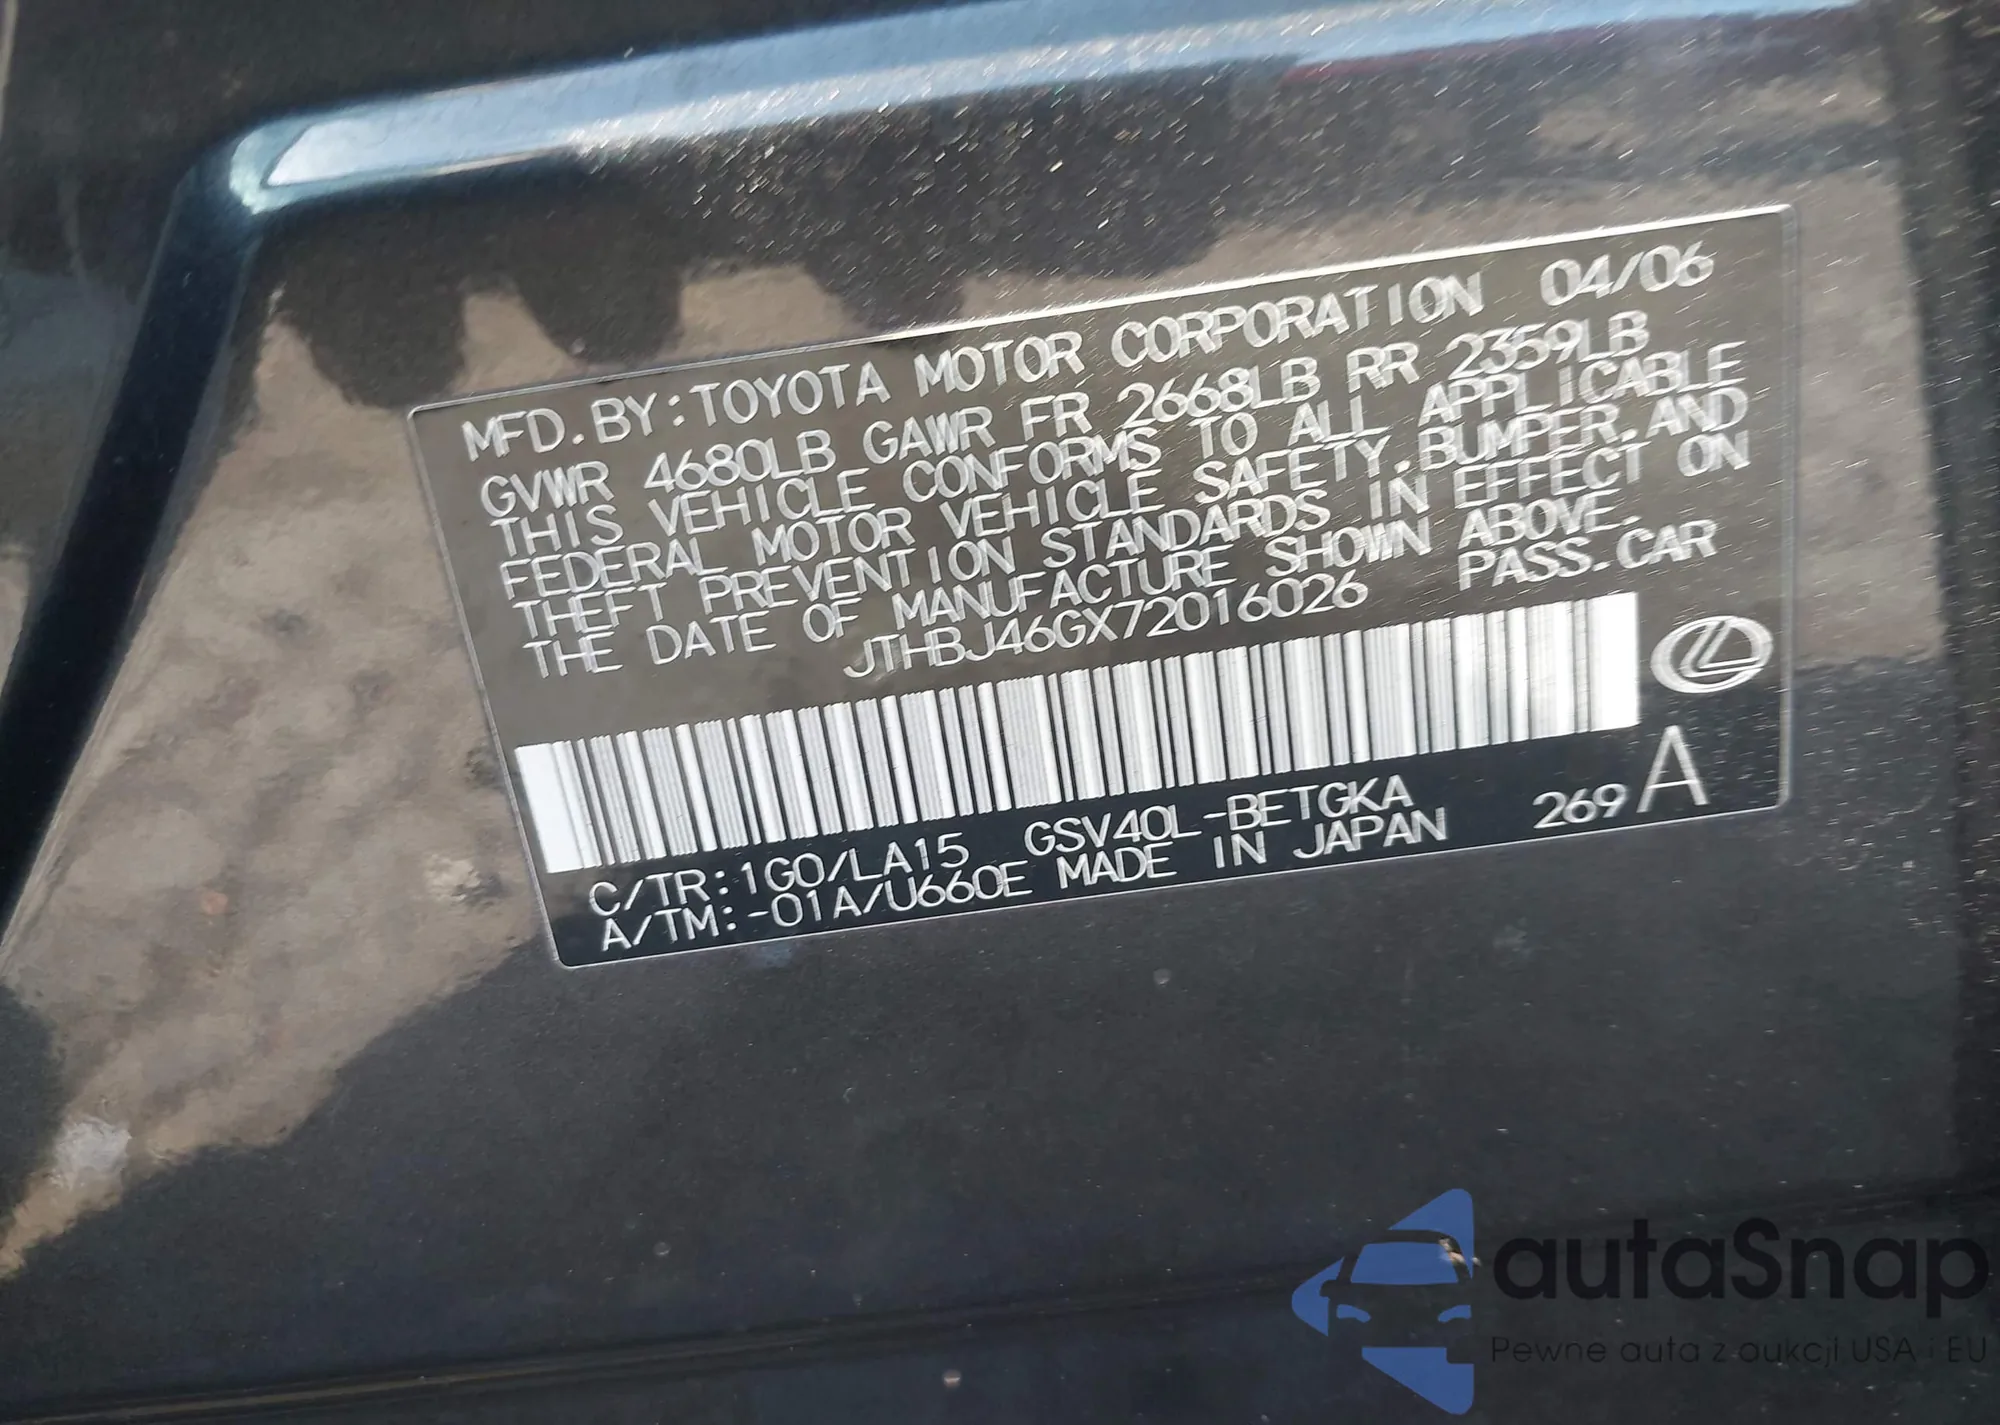 MFD.BY:TOYOTA MOTOR CORPORATION 04/06
GVWR 4680LB GAWR FR 2668LB RR 2359LB
THIS VEHICLE CONFORMS TO ALL APPLICABLE
FEDERAL MOTOR VEHICLE SAFETY,BUMPER,AND
THEFT PREVENTION STANDARDS IN EFFECT ON
THE DATE OF MANUFACTURE SHOWN ABOVE.
JTHBJ46GX72016026 PASS.CAR
C/TR:1G0/LA15 GSV40L-BETGKA 269 A
A/TM:-01A/U660E MADE IN JAPAN
autaSnap
Pewne auta z aukcji USA i EU